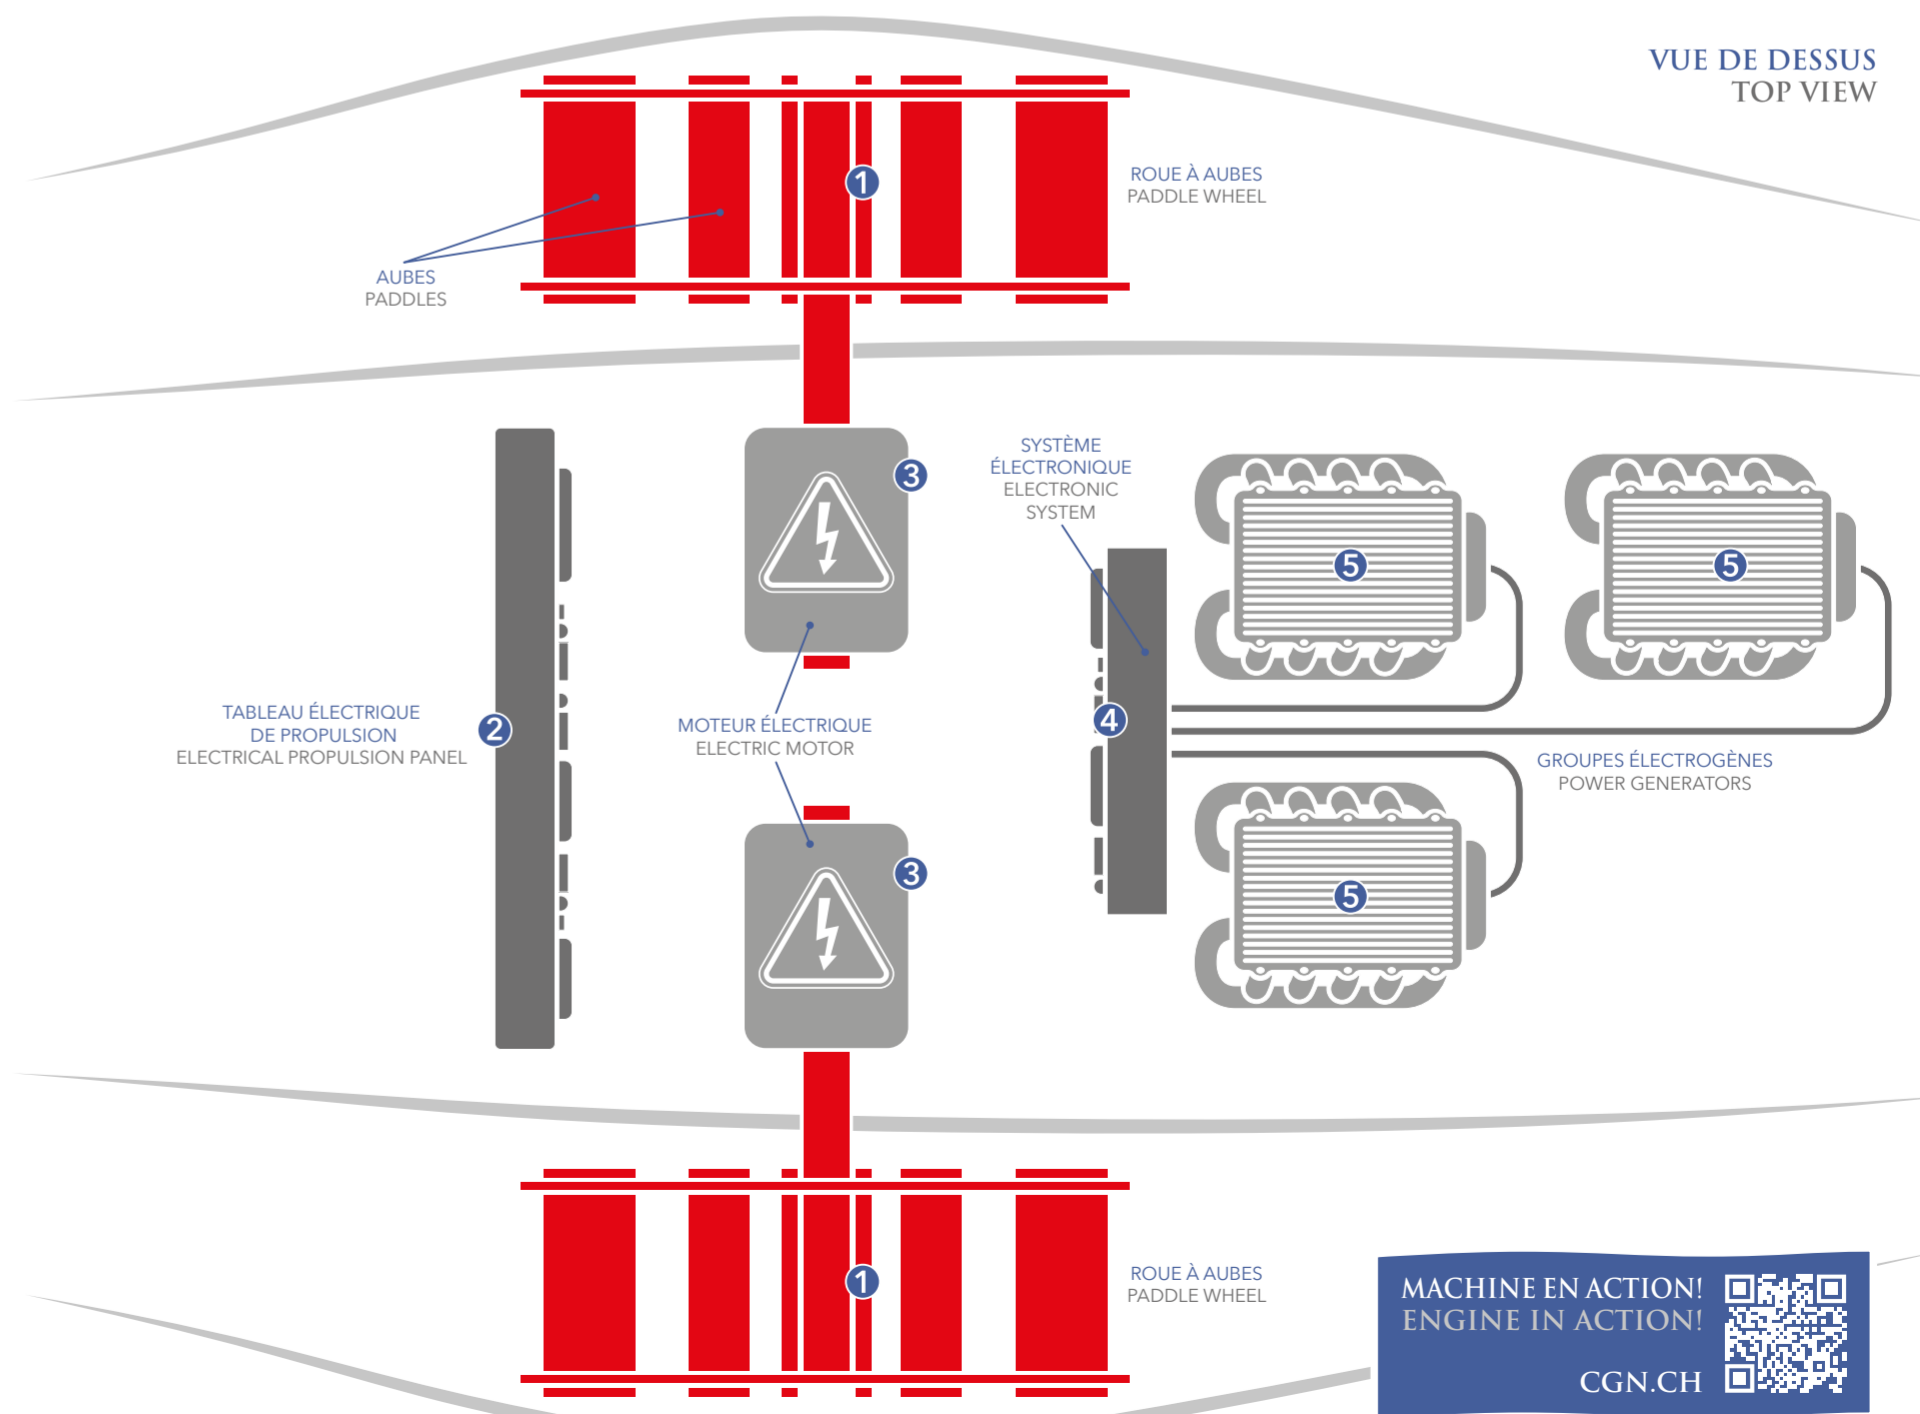 VUE DE DESSUS
TOP VIEW
1
ROUE À AUBES
PADDLE WHEEL
AUBES
PADDLES
3
SYSTÈME
ÉLECTRONIQUE
ELECTRONIC
SYSTEM
5
5
TABLEAU ÉLECTRIQUE
DE PROPULSION
ELECTRICAL PROPULSION PANEL
2
MOTEUR ÉLECTRIQUE
ELECTRIC MOTOR
4
GROUPES ÉLECTROGÈNES
POWER GENERATORS
3
5
1
ROUE À AUBES
PADDLE WHEEL
MACHINE EN ACTION!
ENGINE IN ACTION!
CGN.CH